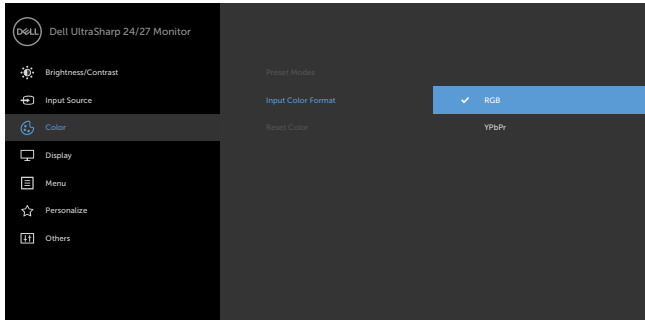 DELL
Dell UltraSharp 24/27 Monitor
Brightness/Contrast
Input Source
Color
Display
Menu
Personalize
Others
Preset Modes
Input Color Format
Reset Color
RGB
YPbPr